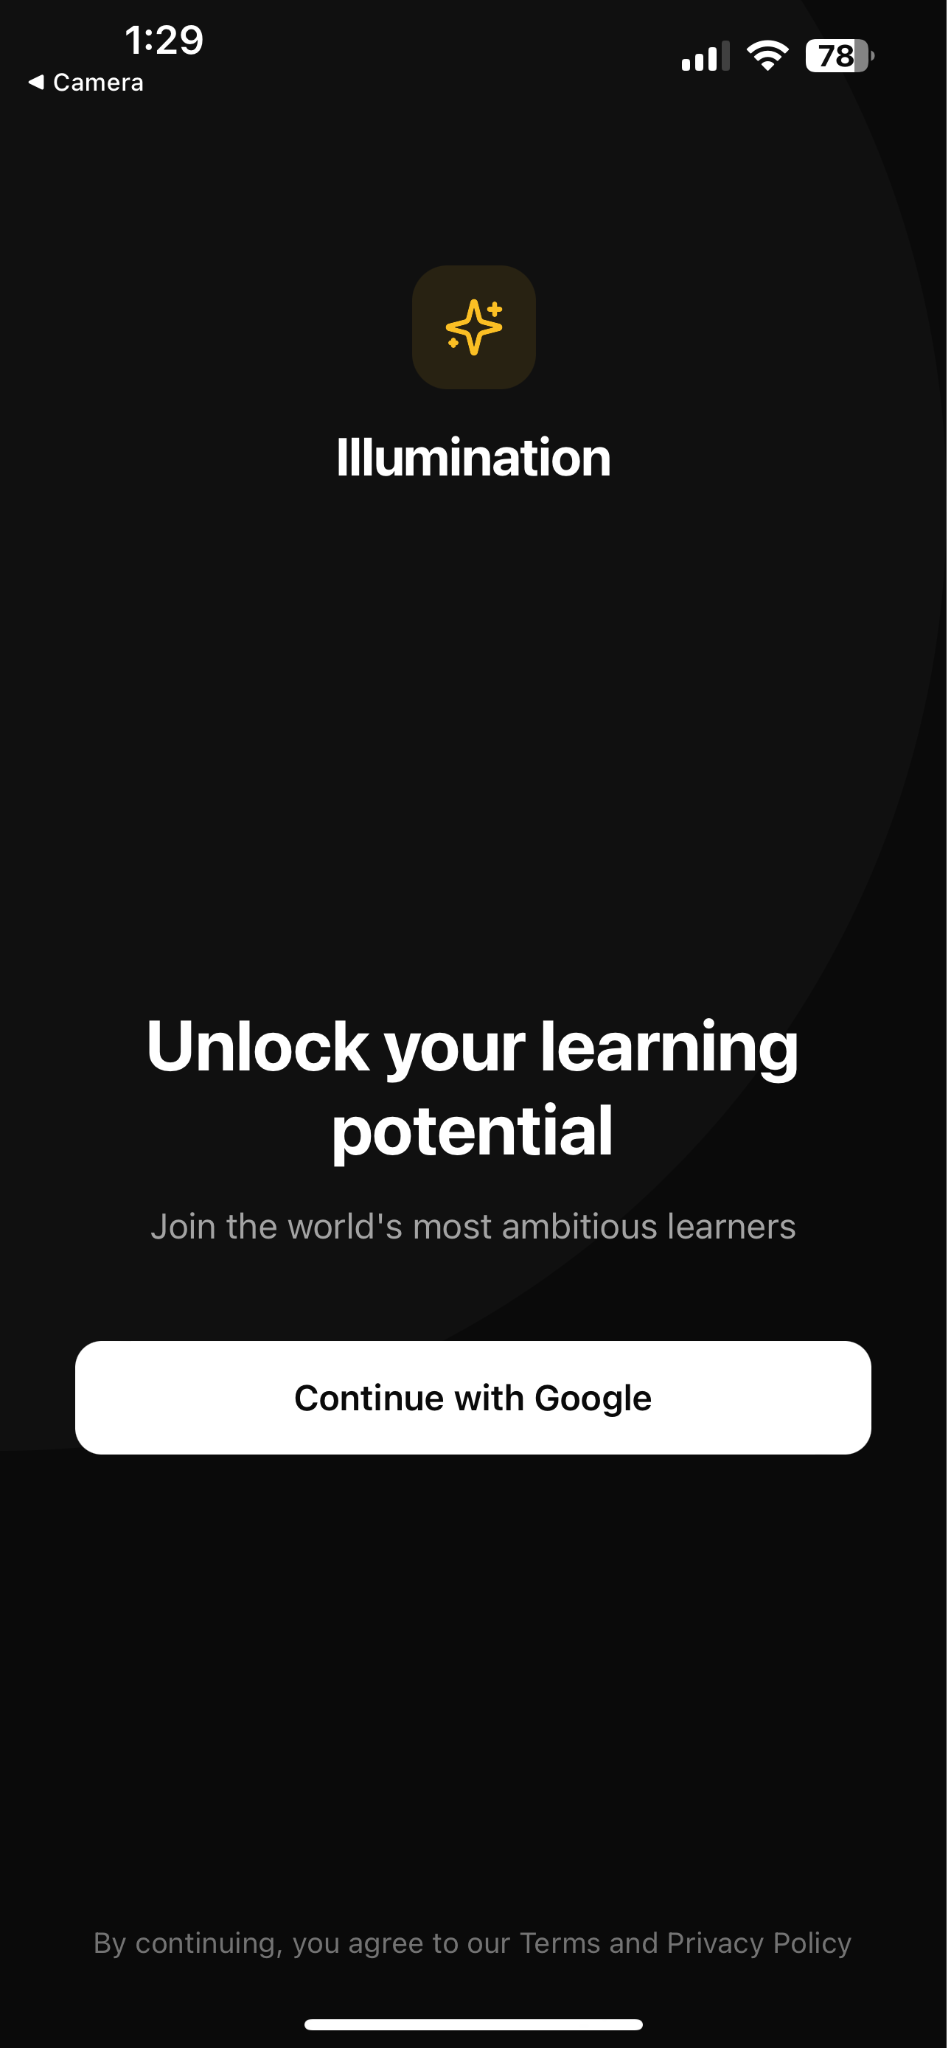 1:29
78
◀ Camera
Illumination
Unlock your learning
potential
Join the world's most ambitious learners
Continue with Google
By continuing, you agree to our Terms and Privacy Policy